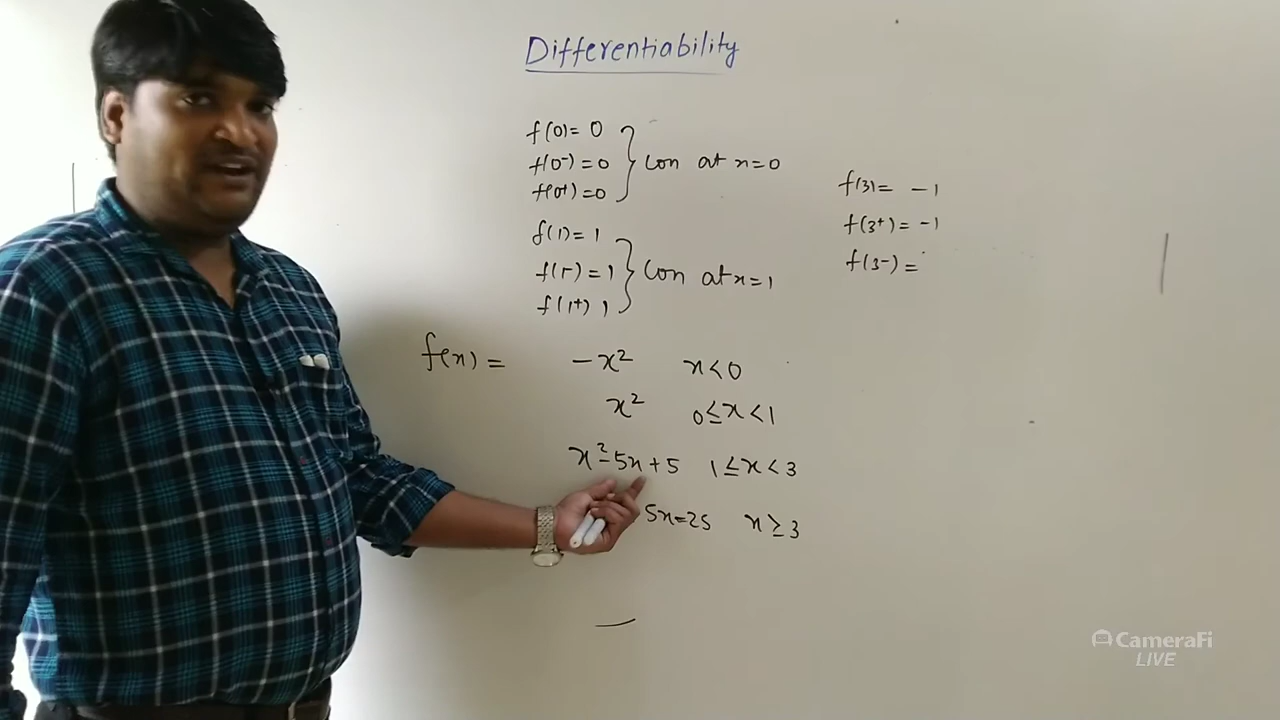 Differentiability
f(0)= 0
f(0-) =0
f(0+) =0
Con at x=0
f(1)= 1
f(1-) = 1
f(1+) 1
Con at x=1
f(3)= -1
f(3+)= -1
f(3-) =
f(x)= -x² x<0
x² 0≤x<1
x²-5x+5 1≤x<3
5x=25 x≥3
CameraFi
LIVE